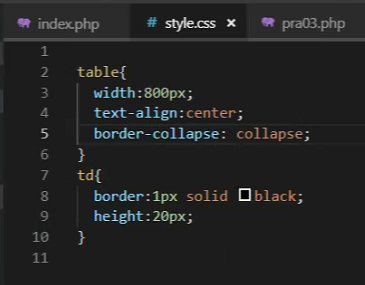 index.php # style.css × pra03.php
1
2 table{
3 width:800px;
4 text-align:center;
5 border-collapse: collapse;
6 }
7 td{
8 border:1px solid black;
9 height:20px;
10 }
11